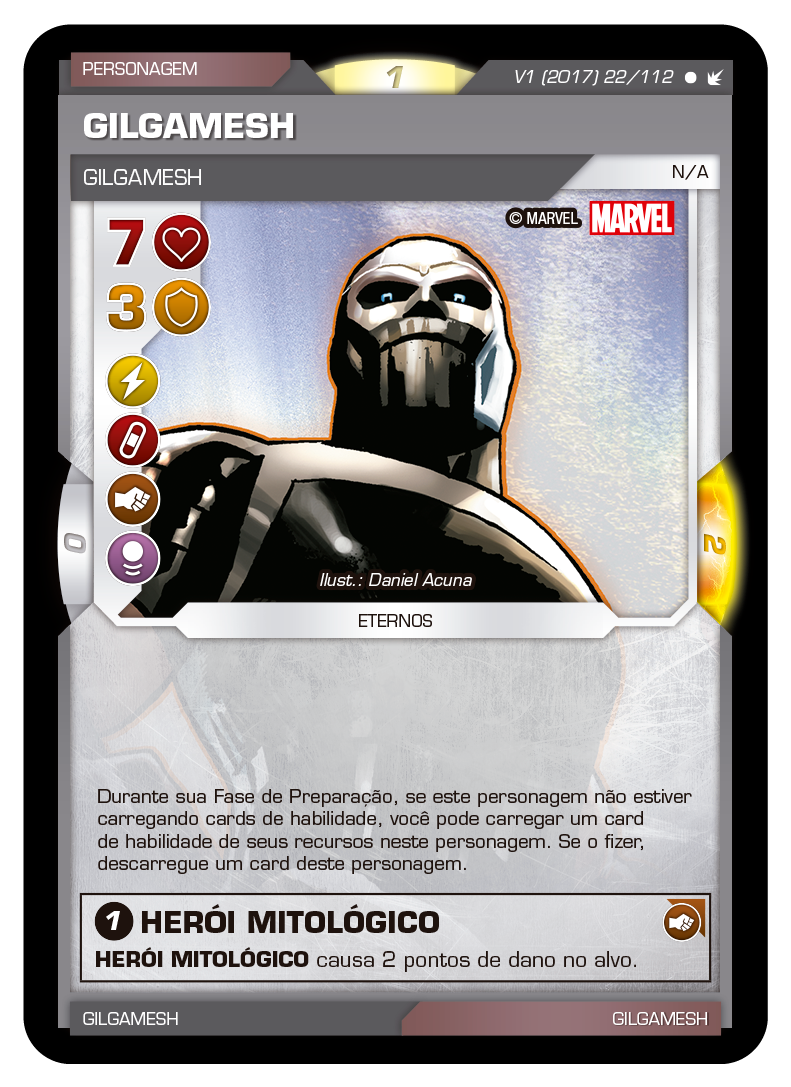 PERSONAGEM
1
V1 (2017) 22/112
GILGAMESH
GILGAMESH
N/A
© MARVEL
MARVEL
7
3
0
2
Ilust.: Daniel Acuna
ETERNOS
Durante sua Fase de Preparação, se este personagem não estiver
carregando cards de habilidade, você pode carregar um card
de habilidade de seus recursos neste personagem. Se o fizer,
descarregue um card deste personagem.
1 HERÓI MITOLÓGICO
HERÓI MITOLÓGICO causa 2 pontos de dano no alvo.
GILGAMESH
GILGAMESH